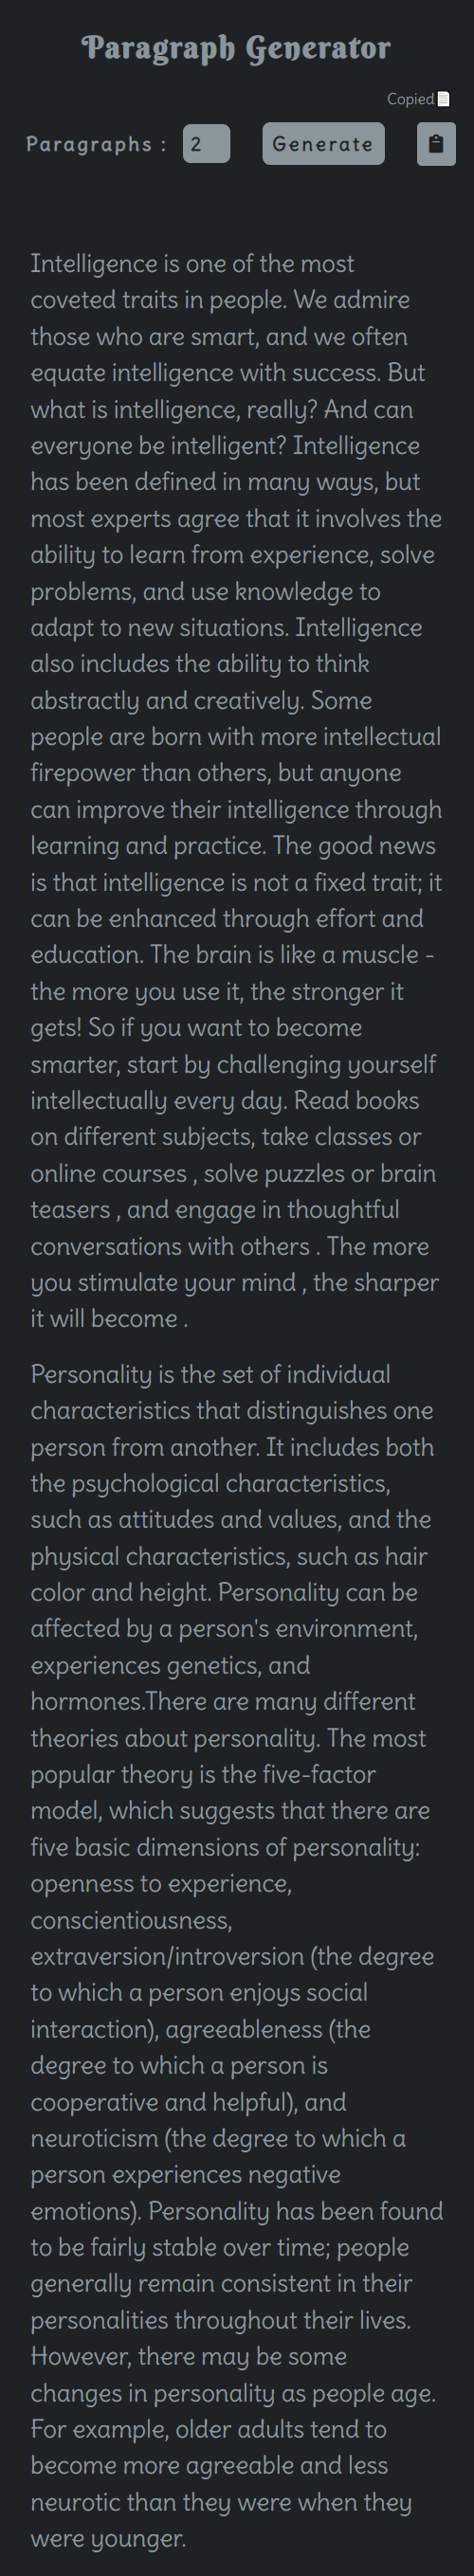 Paragraph Generator
Copied📄
Paragraphs : 2 Generate
Intelligence is one of the most
coveted traits in people. We admire
those who are smart, and we often
equate intelligence with success. But
what is intelligence, really? And can
everyone be intelligent? Intelligence
has been defined in many ways, but
most experts agree that it involves the
ability to learn from experience, solve
problems, and use knowledge to
adapt to new situations. Intelligence
also includes the ability to think
abstractly and creatively. Some
people are born with more intellectual
firepower than others, but anyone
can improve their intelligence through
learning and practice. The good news
is that intelligence is not a fixed trait; it
can be enhanced through effort and
education. The brain is like a muscle -
the more you use it, the stronger it
gets! So if you want to become
smarter, start by challenging yourself
intellectually every day. Read books
on different subjects, take classes or
online courses , solve puzzles or brain
teasers , and engage in thoughtful
conversations with others . The more
you stimulate your mind , the sharper
it will become .
Personality is the set of individual
characteristics that distinguishes one
person from another. It includes both
the psychological characteristics,
such as attitudes and values, and the
physical characteristics, such as hair
color and height. Personality can be
affected by a person's environment,
experiences genetics, and
hormones.There are many different
theories about personality. The most
popular theory is the five-factor
model, which suggests that there are
five basic dimensions of personality:
openness to experience,
conscientiousness,
extraversion/introversion (the degree
to which a person enjoys social
interaction), agreeableness (the
degree to which a person is
cooperative and helpful), and
neuroticism (the degree to which a
person experiences negative
emotions). Personality has been found
to be fairly stable over time; people
generally remain consistent in their
personalities throughout their lives.
However, there may be some
changes in personality as people age.
For example, older adults tend to
become more agreeable and less
neurotic than they were when they
were younger.